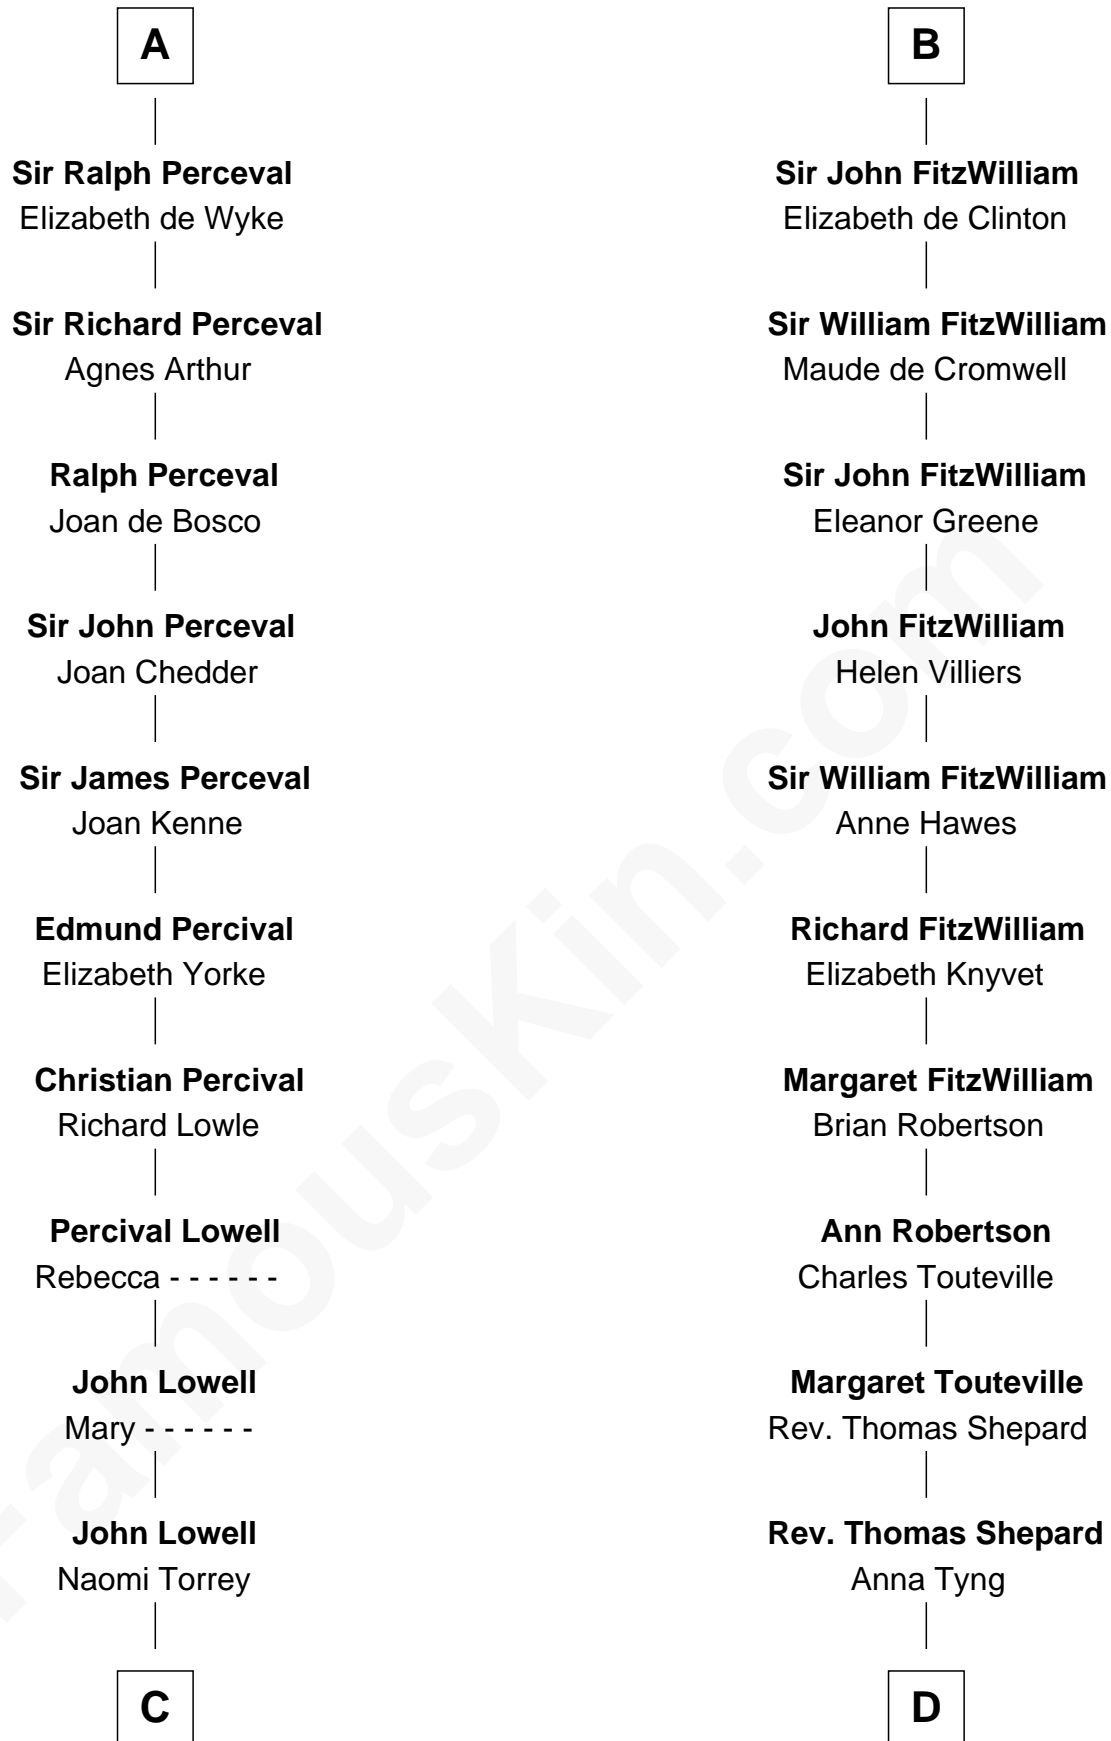 A
Sir Ralph Perceval
Elizabeth de Wyke
Sir Richard Perceval
Agnes Arthur
Ralph Perceval
Joan de Bosco
Sir John Perceval
Joan Chedder
Sir James Perceval
Joan Kenne
Edmund Percival
Elizabeth Yorke
Christian Percival
Richard Lowle
Percival Lowell
Rebecca - - - - - -
John Lowell
Mary - - - - - -
John Lowell
Naomi Torrey
C
B
Sir John FitzWilliam
Elizabeth de Clinton
Sir William FitzWilliam
Maude de Cromwell
Sir John FitzWilliam
Eleanor Greene
John FitzWilliam
Helen Villiers
Sir William FitzWilliam
Anne Hawes
Richard FitzWilliam
Elizabeth Knyvet
Margaret FitzWilliam
Brian Robertson
Ann Robertson
Charles Touteville
Margaret Touteville
Rev. Thomas Shepard
Rev. Thomas Shepard
Anna Tyng
D
FamousKin.com